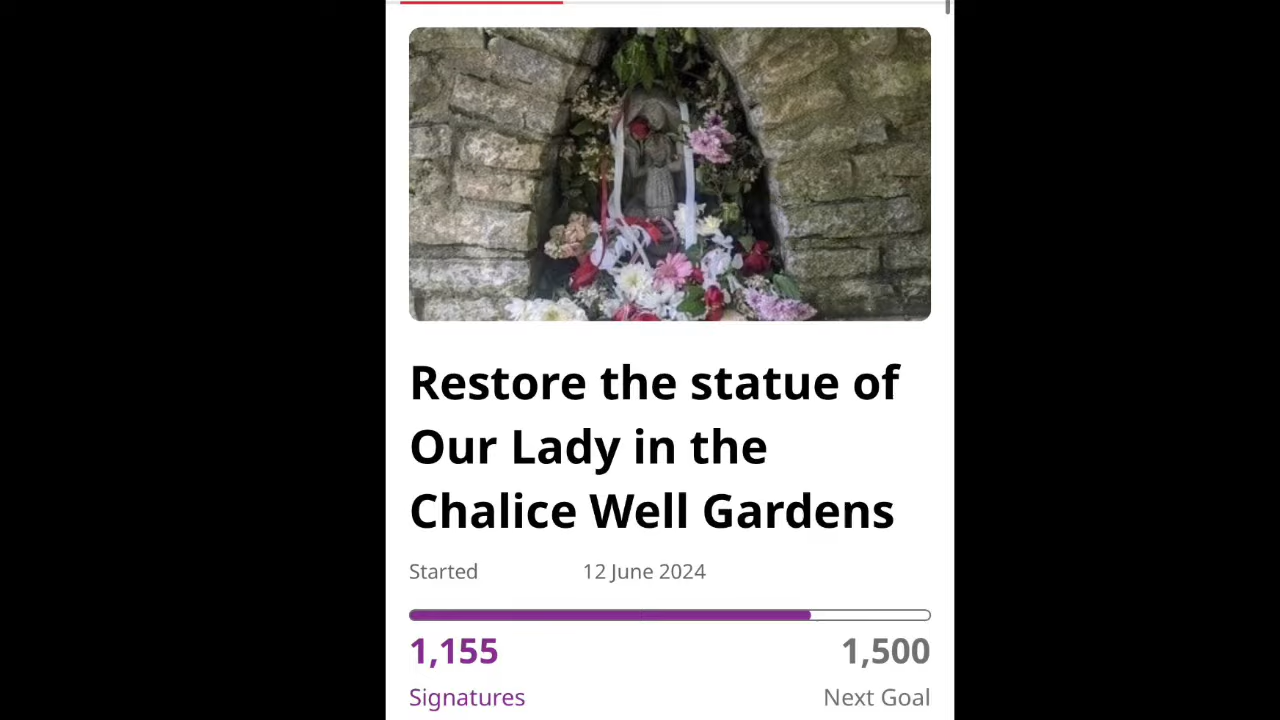 Restore the statue of
Our Lady in the
Chalice Well Gardens
Started 12 June 2024
1,155 1,500
Signatures Next Goal